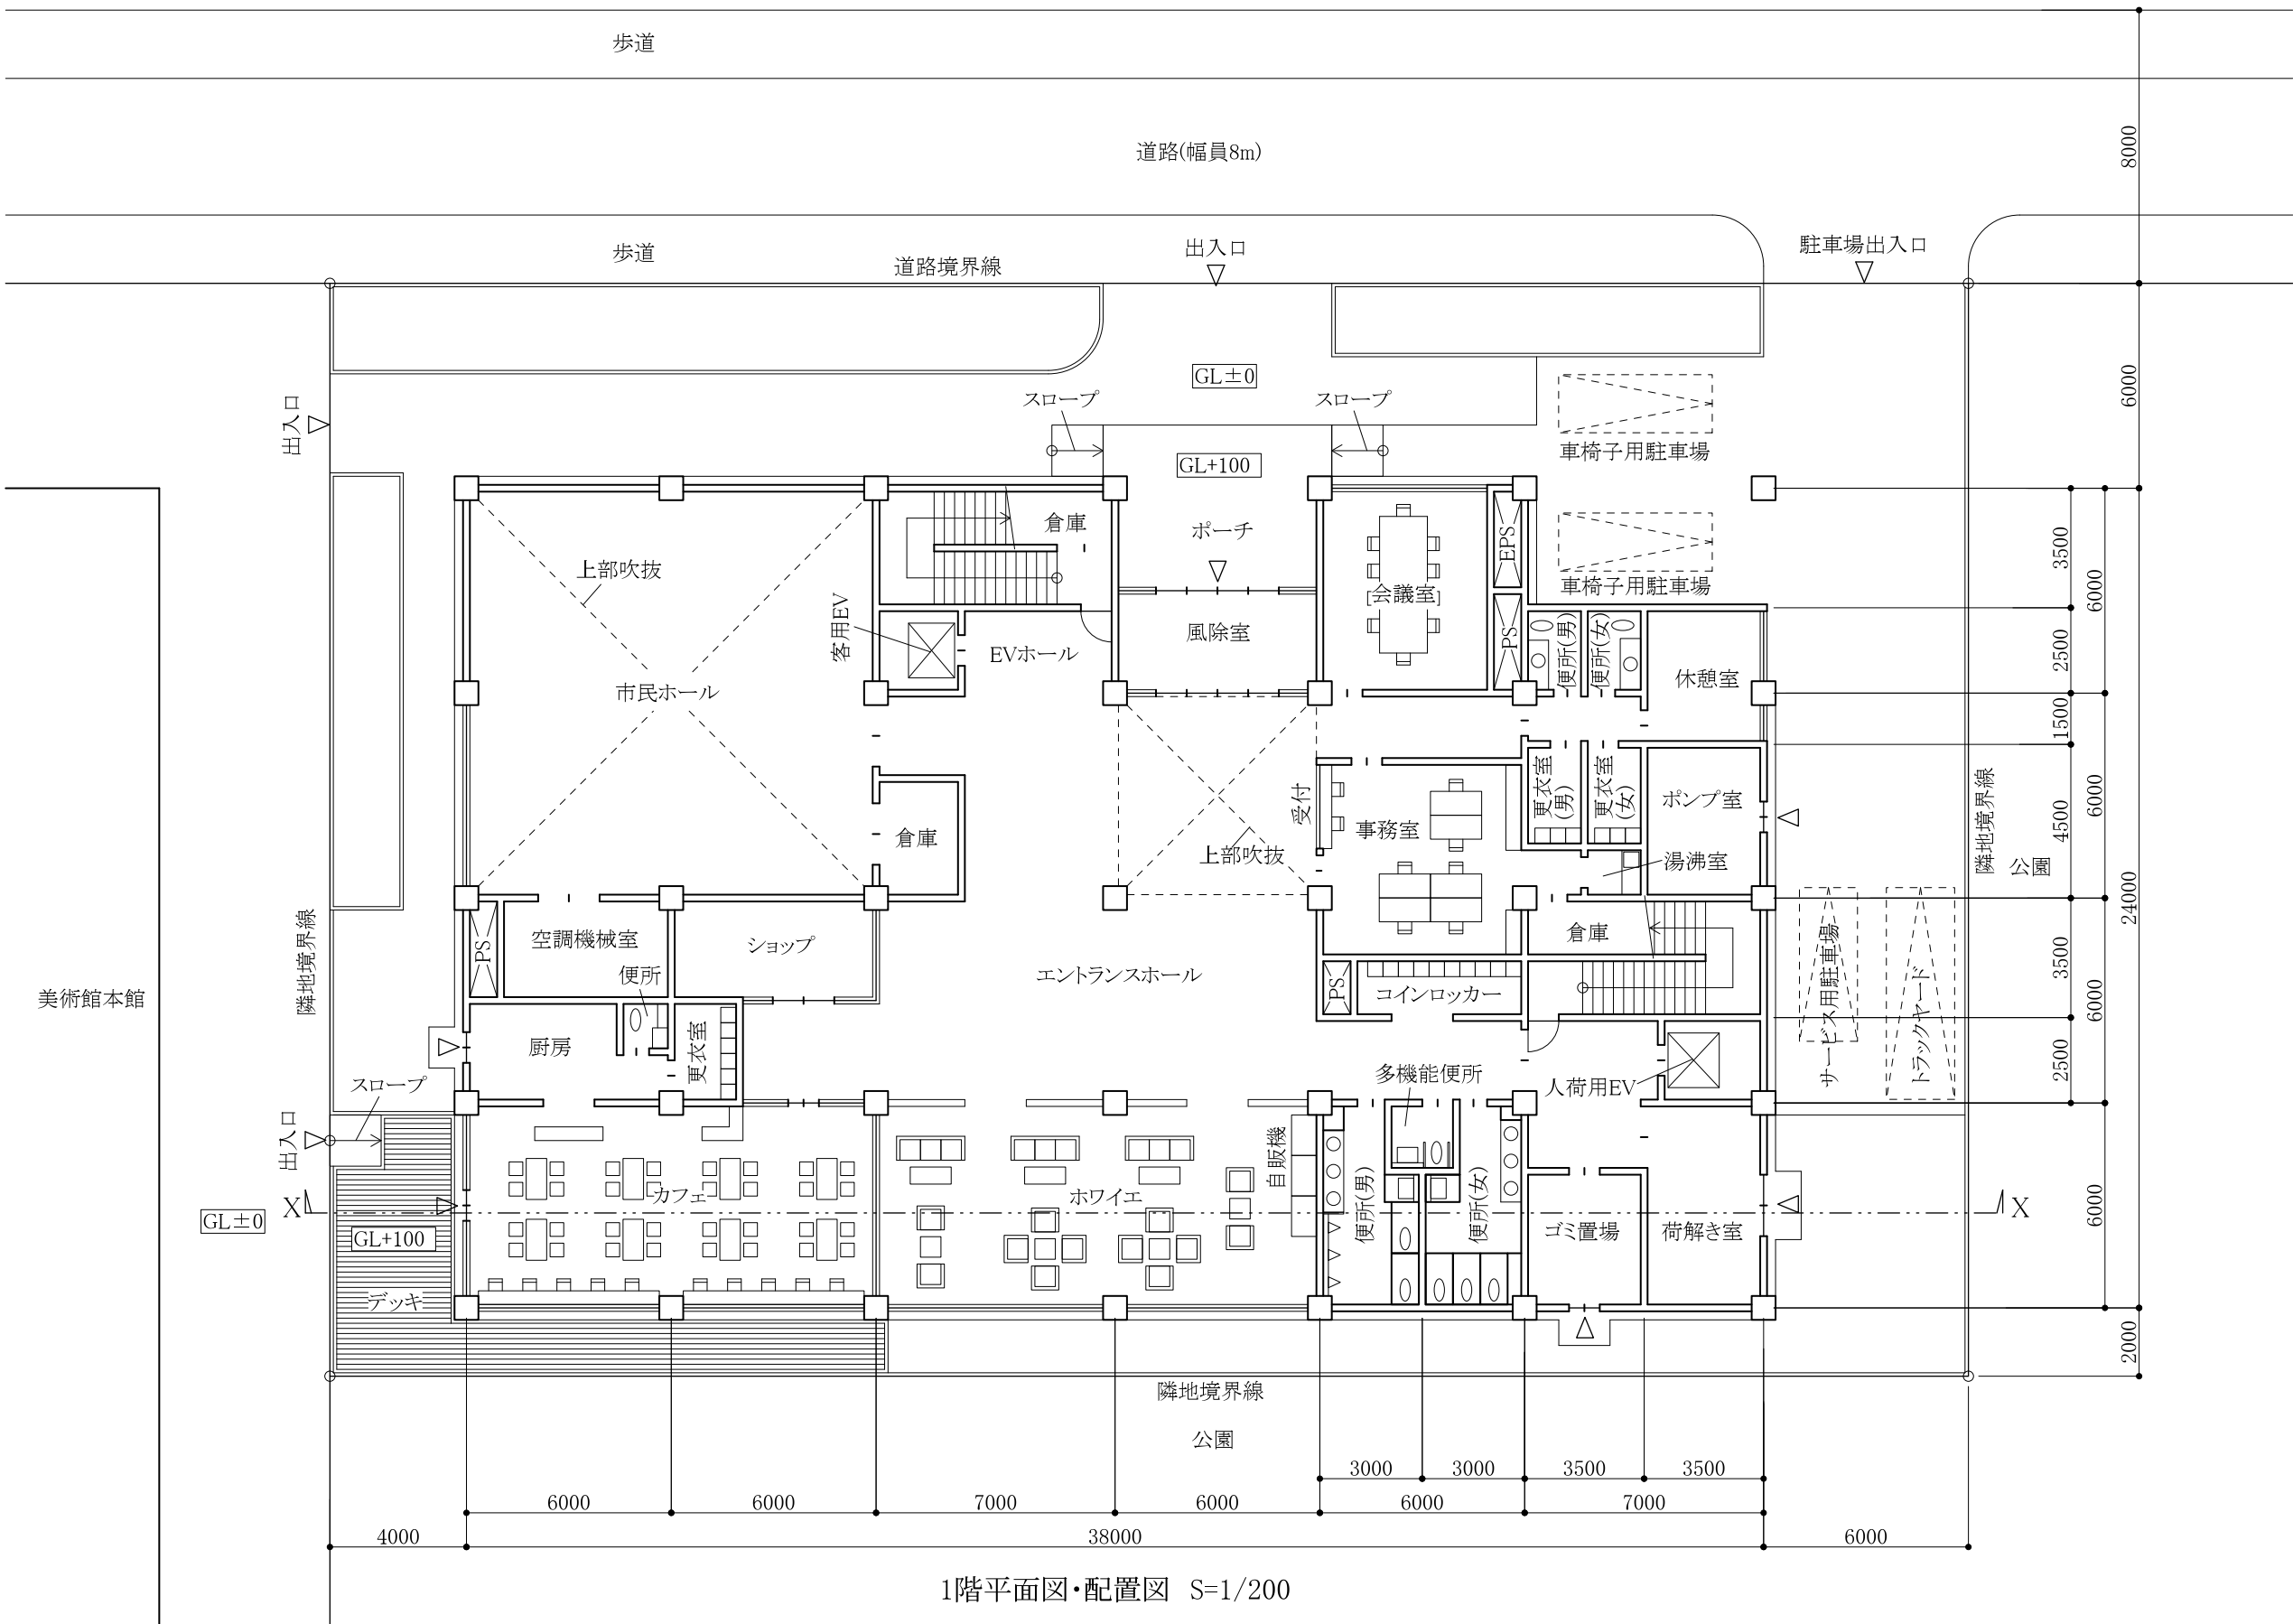 歩道
道路(幅員8m)
8000
歩道
道路境界線
出入口
駐車場出入口
GL±0
6000
出入口
スロープ
スロープ
車椅子用駐車場
GL+100
倉庫
ポーチ
EPS
会議室
車椅子用駐車場
3500
6000
上部吹抜
客用EV
EVホール
風除室
PS
便所(男)
便所(女)
休憩室
2500
市民ホール
1500
受付
事務室
更衣室
(男)
更衣室
(女)
ポンプ室
隣地境界線
公園
4500
6000
倉庫
上部吹抜
湯沸室
24000
隣地境界線
PS
空調機械室
ショップ
便所
エントランスホール
倉庫
PS
コインロッカー
サービス用駐車場
トラックヤード
3500
6000
美術館本館
厨房
更衣室
多機能便所
人荷用EV
2500
スロープ
出入口
自販機
カフェ
ホワイエ
便所(男)
便所(女)
ゴミ置場
荷解き室
6000
X
X
GL±0
GL+100
デッキ
2000
隣地境界線
公園
3000
3000
3500
3500
6000
6000
7000
6000
6000
7000
4000
38000
6000
1階平面図・配置図 S=1/200